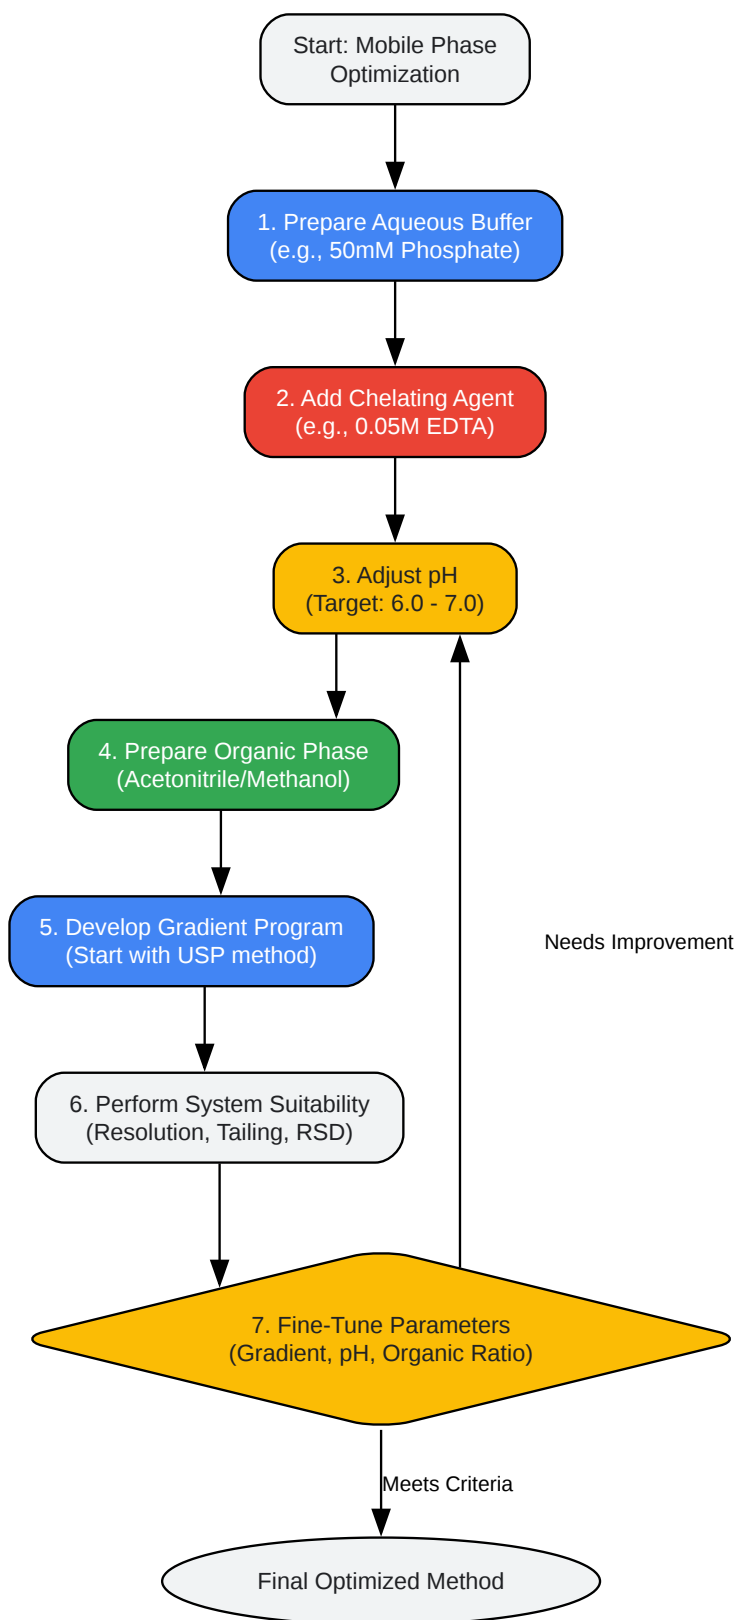 Start: Mobile Phase
Optimization
1. Prepare Aqueous Buffer
(e.g., 50mM Phosphate)
2. Add Chelating Agent
(e.g., 0.05M EDTA)
3. Adjust pH
(Target: 6.0 - 7.0)
4. Prepare Organic Phase
(Acetonitrile/Methanol)
5. Develop Gradient Program
(Start with USP method)
Needs Improvement
6. Perform System Suitability
(Resolution, Tailing, RSD)
7. Fine-Tune Parameters
(Gradient, pH, Organic Ratio)
Meets Criteria
Final Optimized Method